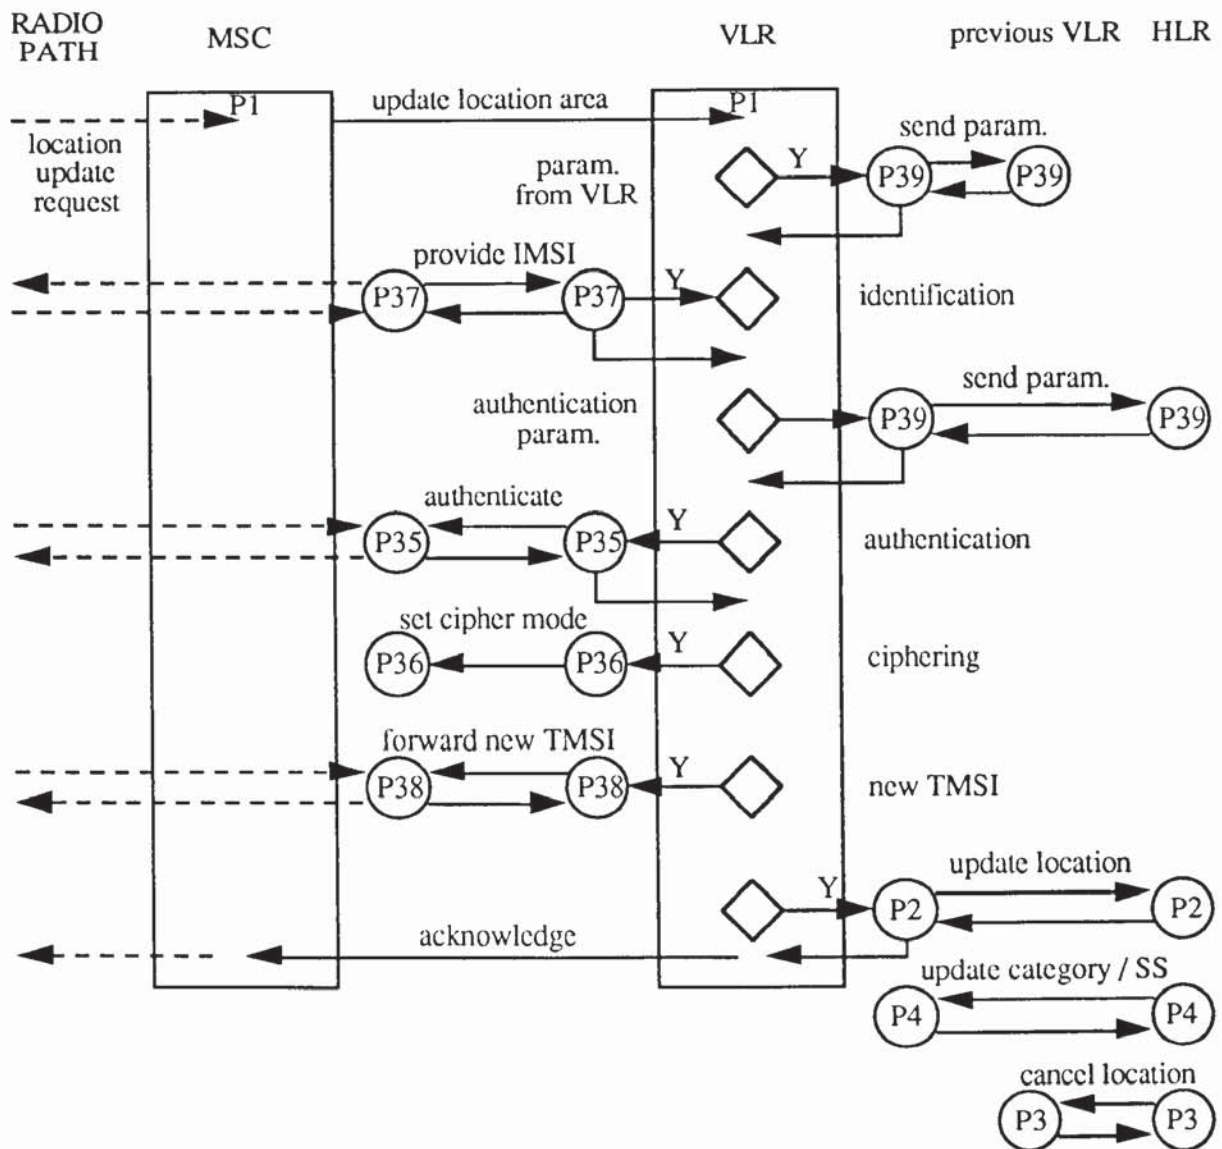 RADIO
PATH
MSC
VLR
previous VLR
HLR
P1
update location area
P1
location
update
request
send param.
param.
from VLR
Y
P39
P39
provide IMSI
P37
P37
Y
identification
send param.
authentication
param.
P39
P39
authenticate
P35
P35
Y
authentication
set cipher mode
P36
P36
Y
ciphering
forward new TMSI
P38
P38
Y
new TMSI
update location
Y
P2
P2
acknowledge
update category / SS
P4
P4
cancel location
P3
P3